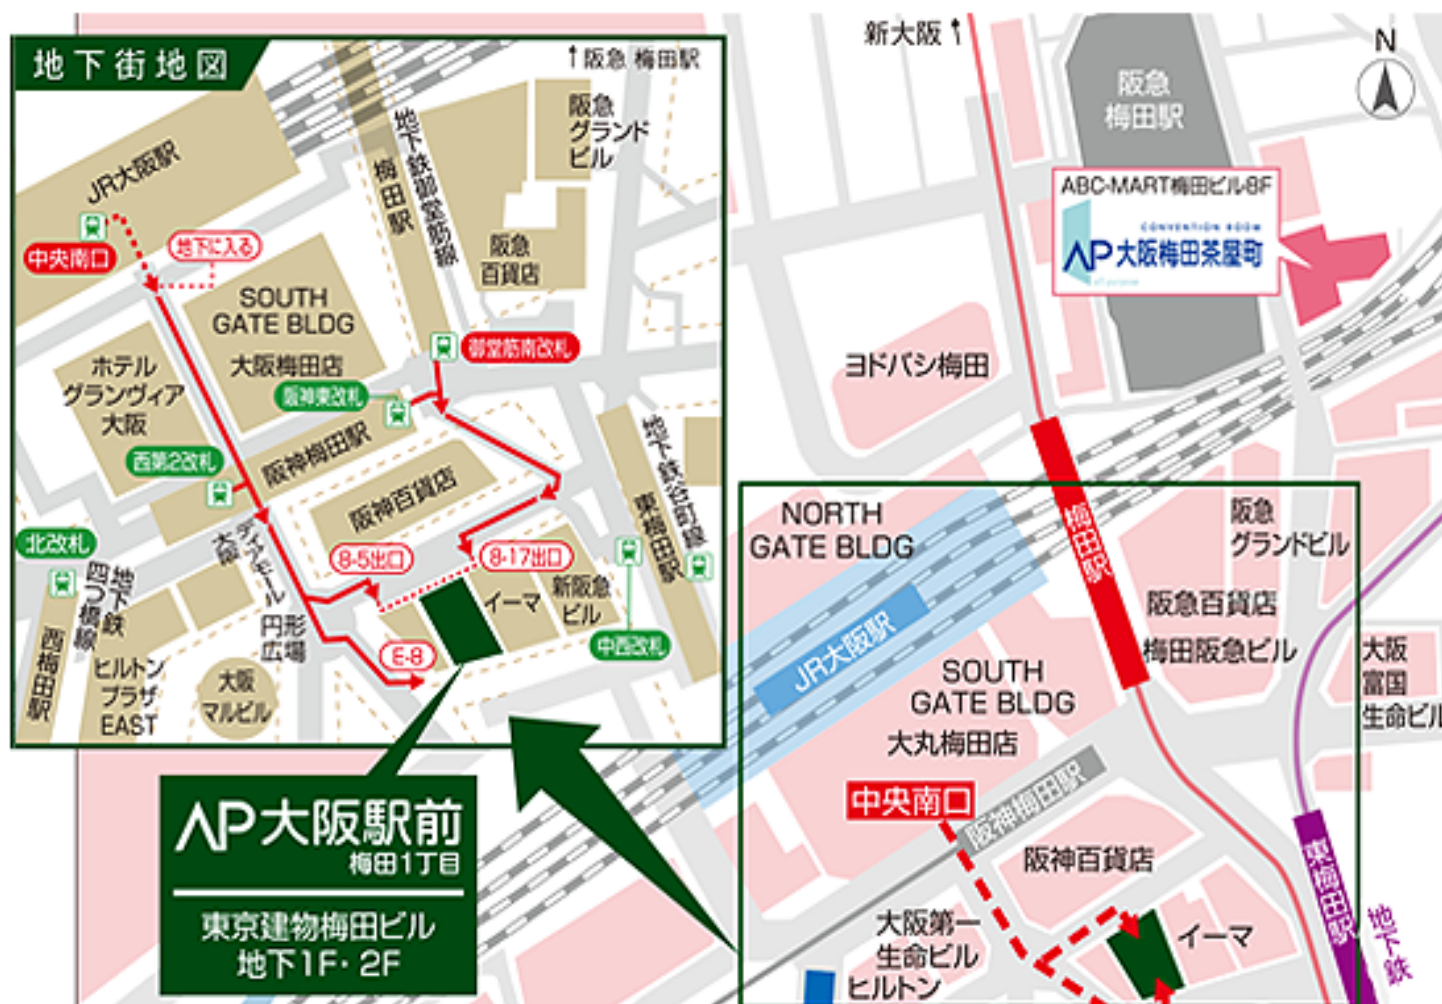 地下街地図
↑阪急 梅田駅
JR大阪駅
中央南口
地下に入る
地下鉄御堂筋線
梅田駅
阪急
グランド
ビル
阪急
百貨店
SOUTH
GATE BLDG
大阪梅田店
ホテル
グランヴィア
大阪
御堂筋南改札
阪神東改札
西第2改札
阪神梅田駅
阪神百貨店
北改札
ディアモール
大阪
地下鉄
四つ橋線
西梅田駅
8-5出口
8-17出口
イーマ
新阪急
ビル
東梅田駅
中西改札
円形
広場
E-8
ヒルトン
プラザ
EAST
大阪
マルビル
AP大阪駅前
梅田1丁目
東京建物梅田ビル
地下1F・2F
新大阪↑
N
阪急
梅田駅
ABC-MART梅田ビル8F
CONVENTION ROOM
AP大阪梅田茶屋町
ヨドバシ梅田
NORTH
GATE BLDG
梅田駅
阪急
グランドビル
JR大阪駅
阪急百貨店
梅田阪急ビル
SOUTH
GATE BLDG
大丸梅田店
大阪
富国
生命ビル
中央南口
阪神梅田駅
阪神百貨店
東梅田駅
地下鉄
大阪第一
生命ビル
イーマ
ヒルトン